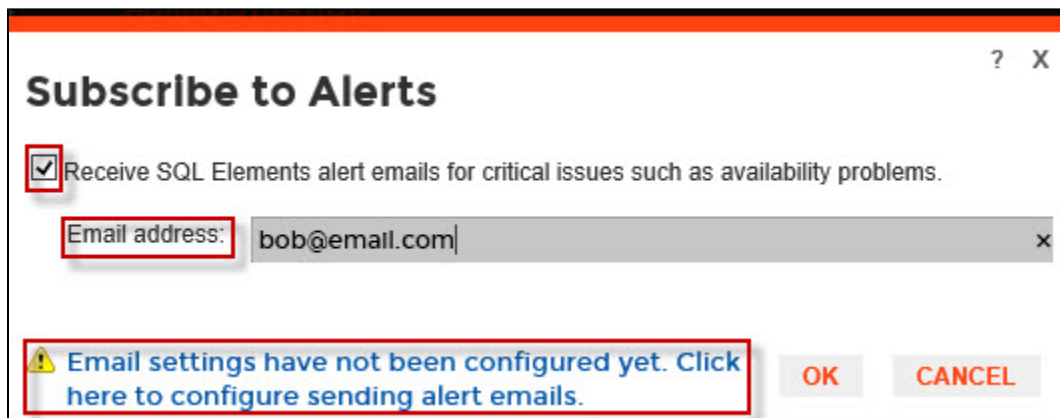 ? X
Subscribe to Alerts
Receive SQL Elements alert emails for critical issues such as availability problems.
Email address: bob@email.com x
Email settings have not been configured yet. Click
here to configure sending alert emails.
OK CANCEL